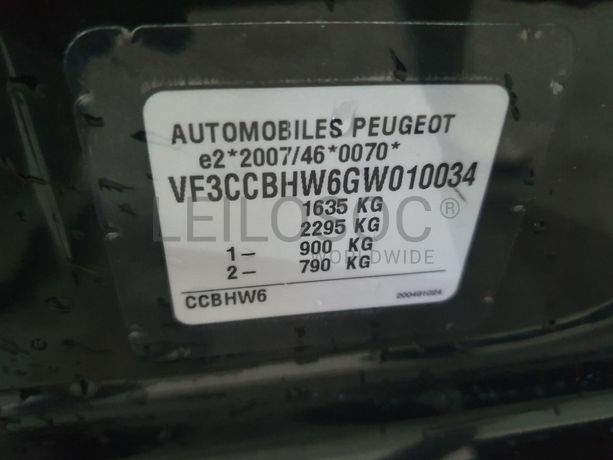 AUTOMOBILES PEUGEOT
e2*2007/46*0070*
VF3CCBHW6GW010034
1635 KG
2295 KG
LEILOSOC®
WORLDWIDE
1– 900 KG
2– 790 KG
CCBHW6 200491024